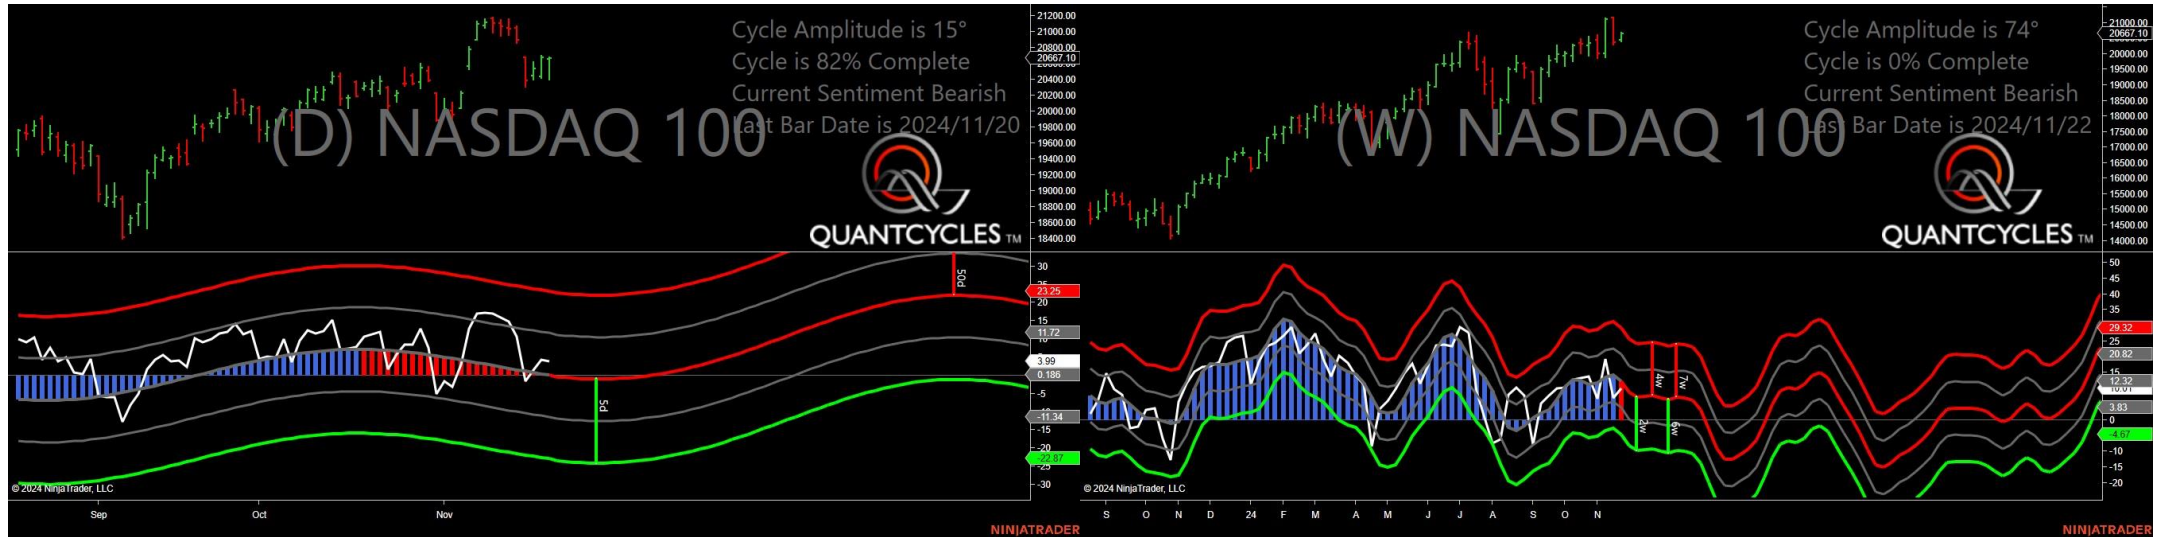 Cycle Amplitude is 15°
Cycle is 82% Complete
Current Sentiment Bearish
Last Bar Date is 2024/11/20
(D) NASDAQ 100
QUANTCYCLES TM
21200.00
21000.00
20800.00
20667.10
20400.00
20200.00
20000.00
19800.00
19600.00
19400.00
19200.00
19000.00
18800.00
18600.00
18400.00
50d
5d
30
23.25
20
15
11.72
3.99
0.186
-5
-11.34
-15
-20
-22.87
-25
-30
© 2024 NinjaTrader, LLC
Sep Oct Nov
NINJATRADER
Cycle Amplitude is 74°
Cycle is 0% Complete
Current Sentiment Bearish
Last Bar Date is 2024/11/22
(W) NASDAQ 100
QUANTCYCLES TM
21000.00
20667.10
20000.00
19500.00
19000.00
18500.00
18000.00
17500.00
17000.00
16500.00
16000.00
15500.00
15000.00
14500.00
14000.00
4w 7w
2w 6w
50
45
40
35
29.32
25
20.82
15
12.32
10.01
3.83
0
-4.67
-10
-15
-20
© 2024 NinjaTrader, LLC
S O N D 24 F M A M J J A S O N
NINJATRADER